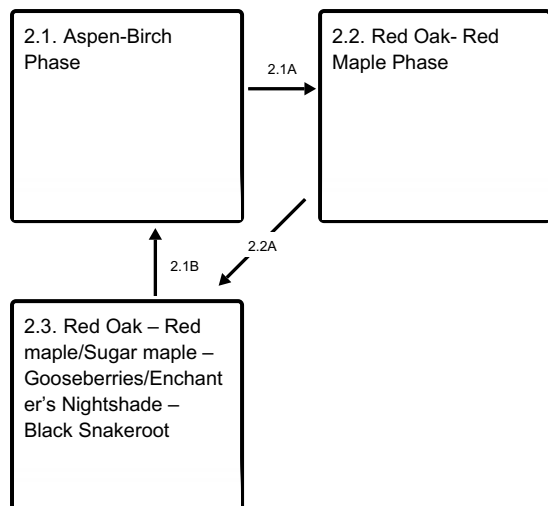 2.1. Aspen-Birch
Phase
2.1A
2.2. Red Oak- Red
Maple Phase
2.2A
2.1B
2.3. Red Oak – Red
maple/Sugar maple –
Gooseberries/Enchant
er's Nightshade –
Black Snakeroot